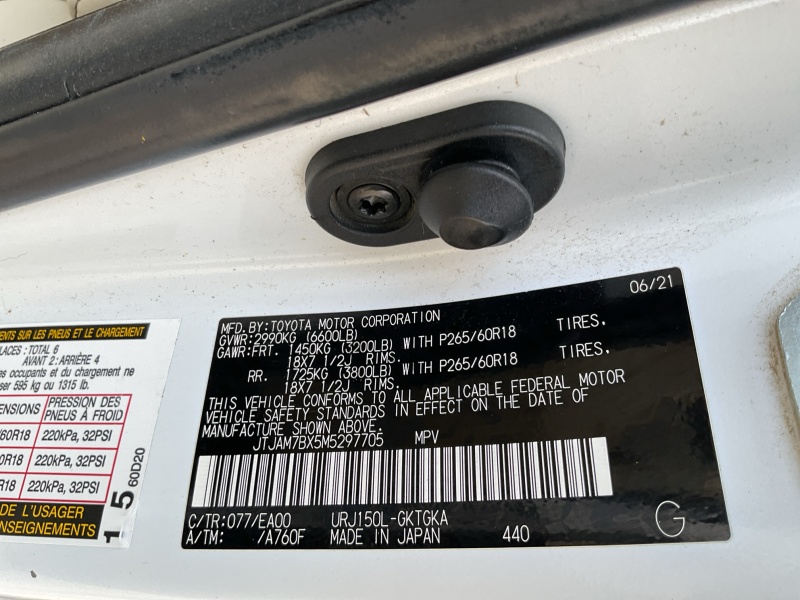 MENTS SUR LES PNEUS ET LE CHARGEMENT
LACES : TOTAL 6
AVANT 2 : ARRIÈRE 4
es occupants et du chargement ne
ser 595 kg ou 1315 lb.
ENSIONS PRESSION DES PNEUS À FROID
/60R18 220kPa, 32PSI
0R18 220kPa, 32PSI
R18 220kPa, 32PSI
DE L'USAGER
ENSEIGNEMENTS
1 5 60D20
06/21
MFD.BY:TOYOTA MOTOR CORPORATION
GVWR:2990KG (6600LB)
GAWR:FRT. 1450KG (3200LB) WITH P265/60R18 TIRES.
18X7 1/2J RIMS.
RR. 1725KG (3800LB) WITH P265/60R18 TIRES.
18X7 1/2J RIMS.
THIS VEHICLE CONFORMS TO ALL APPLICABLE FEDERAL MOTOR
VEHICLE SAFETY STANDARDS IN EFFECT ON THE DATE OF
MANUFACTURE SHOWN ABOVE.
JTJAM7BX5M5297705 MPV
C/TR:077/EA00 URJ150L-GKTGKA
A/TM: /A760F MADE IN JAPAN 440 G